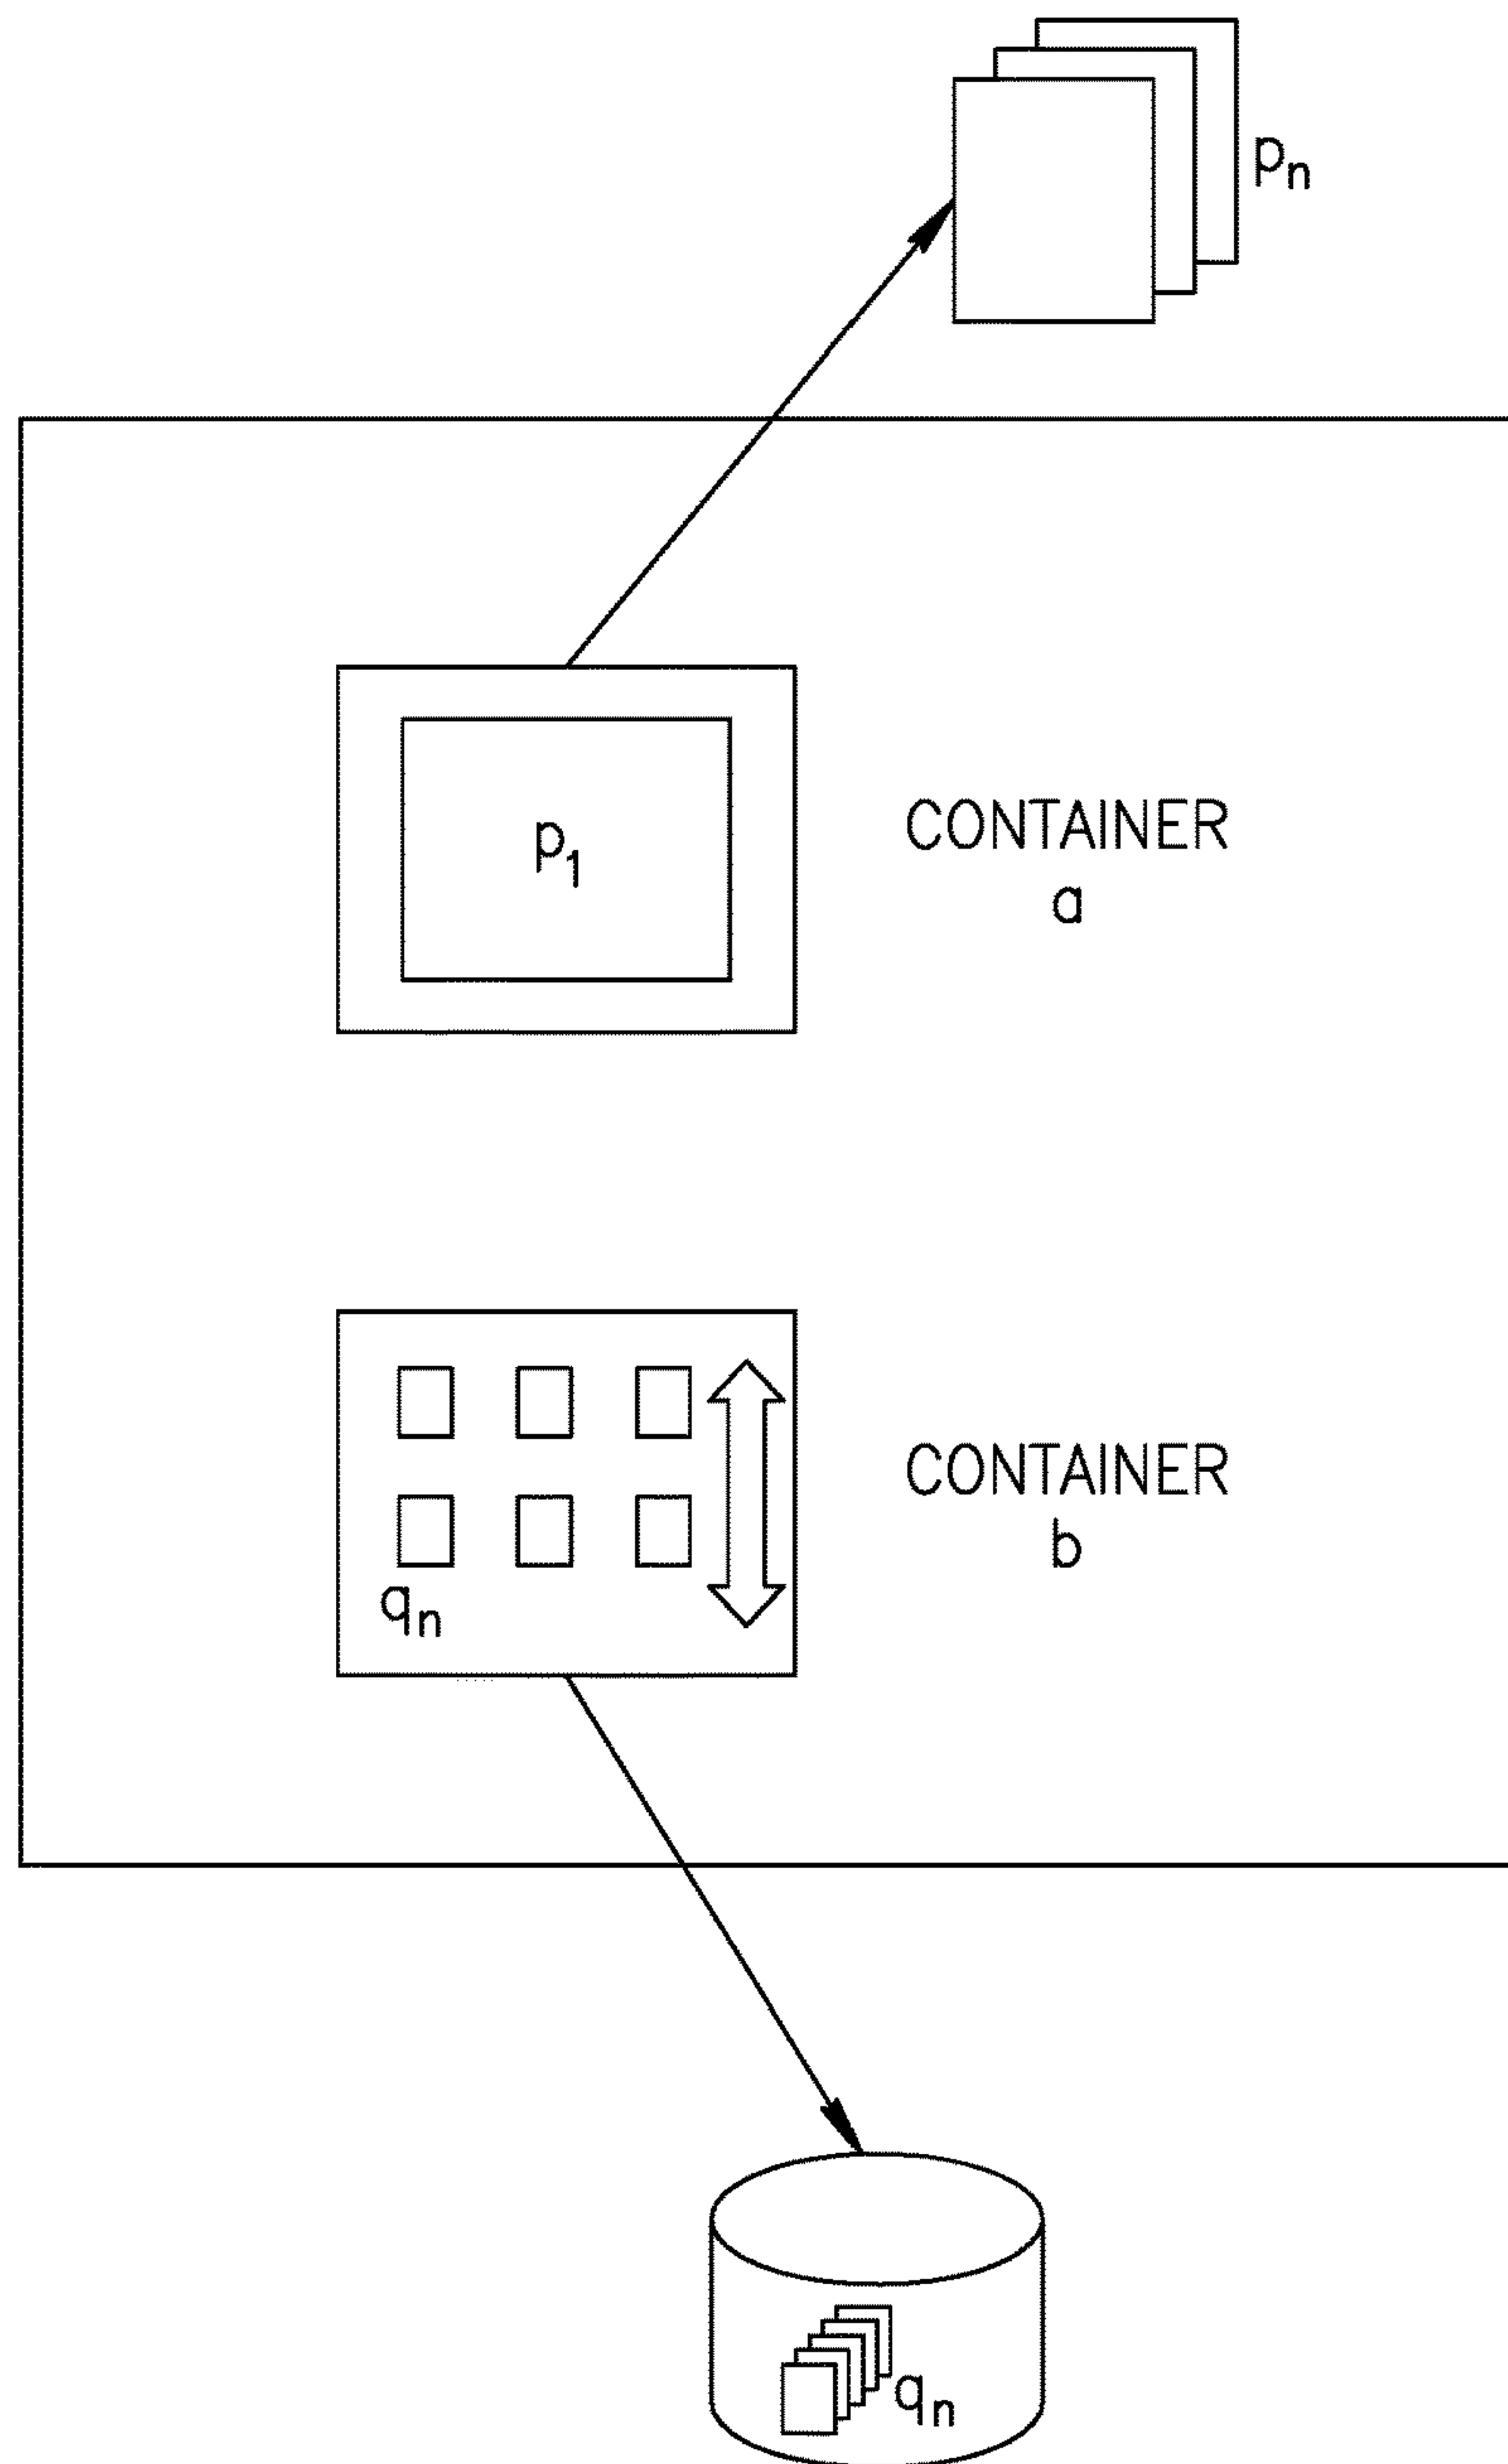 pₙ
p₁
CONTAINER
a
CONTAINER
b
qₙ
qₙ